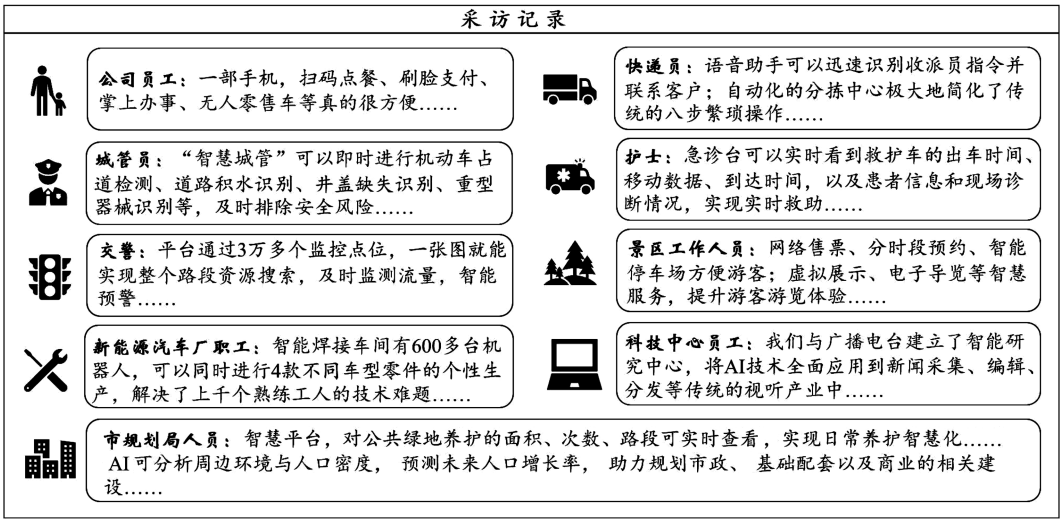 采访记录
公司员工：一部手机，扫码点餐、刷脸支付、
掌上办事、无人零售车等真的很方便……
快递员：语音助手可以迅速识别收派员指令并
联系客户；自动化的分拣中心极大地简化了传
统的八步繁琐操作……
城管员：“智慧城管”可以即时进行机动车占
道检测、道路积水识别、井盖缺失识别、重型
器械识别等，及时排除安全风险……
护士：急诊台可以实时看到救护车的出车时间、
移动数据、到达时间，以及患者信息和现场诊
断情况，实现实时救助……
交警：平台通过3万多个监控点位，一张图就能
实现整个路段资源搜索，及时监测流量，智能
预警……
景区工作人员：网络售票、分时段预约、智能
停车场方便游客；虚拟展示、电子导览等智慧
服务，提升游客游览体验……
新能源汽车厂职工：智能焊接车间有600多台机
器人，可以同时进行4款不同车型零件的个性生
产，解决了上千个熟练工人的技术难题……
科技中心员工：我们与广播电台建立了智能研
究中心，将AI技术全面应用到新闻采集、编辑、
分发等传统的视听产业中……
市规划局人员：智慧平台，对公共绿地养护的面积、次数、路段可实时查看，实现日常养护智慧化……
AI可分析周边环境与人口密度， 预测未来人口增长率， 助力规划市政、 基础配套以及商业的相关建
设……